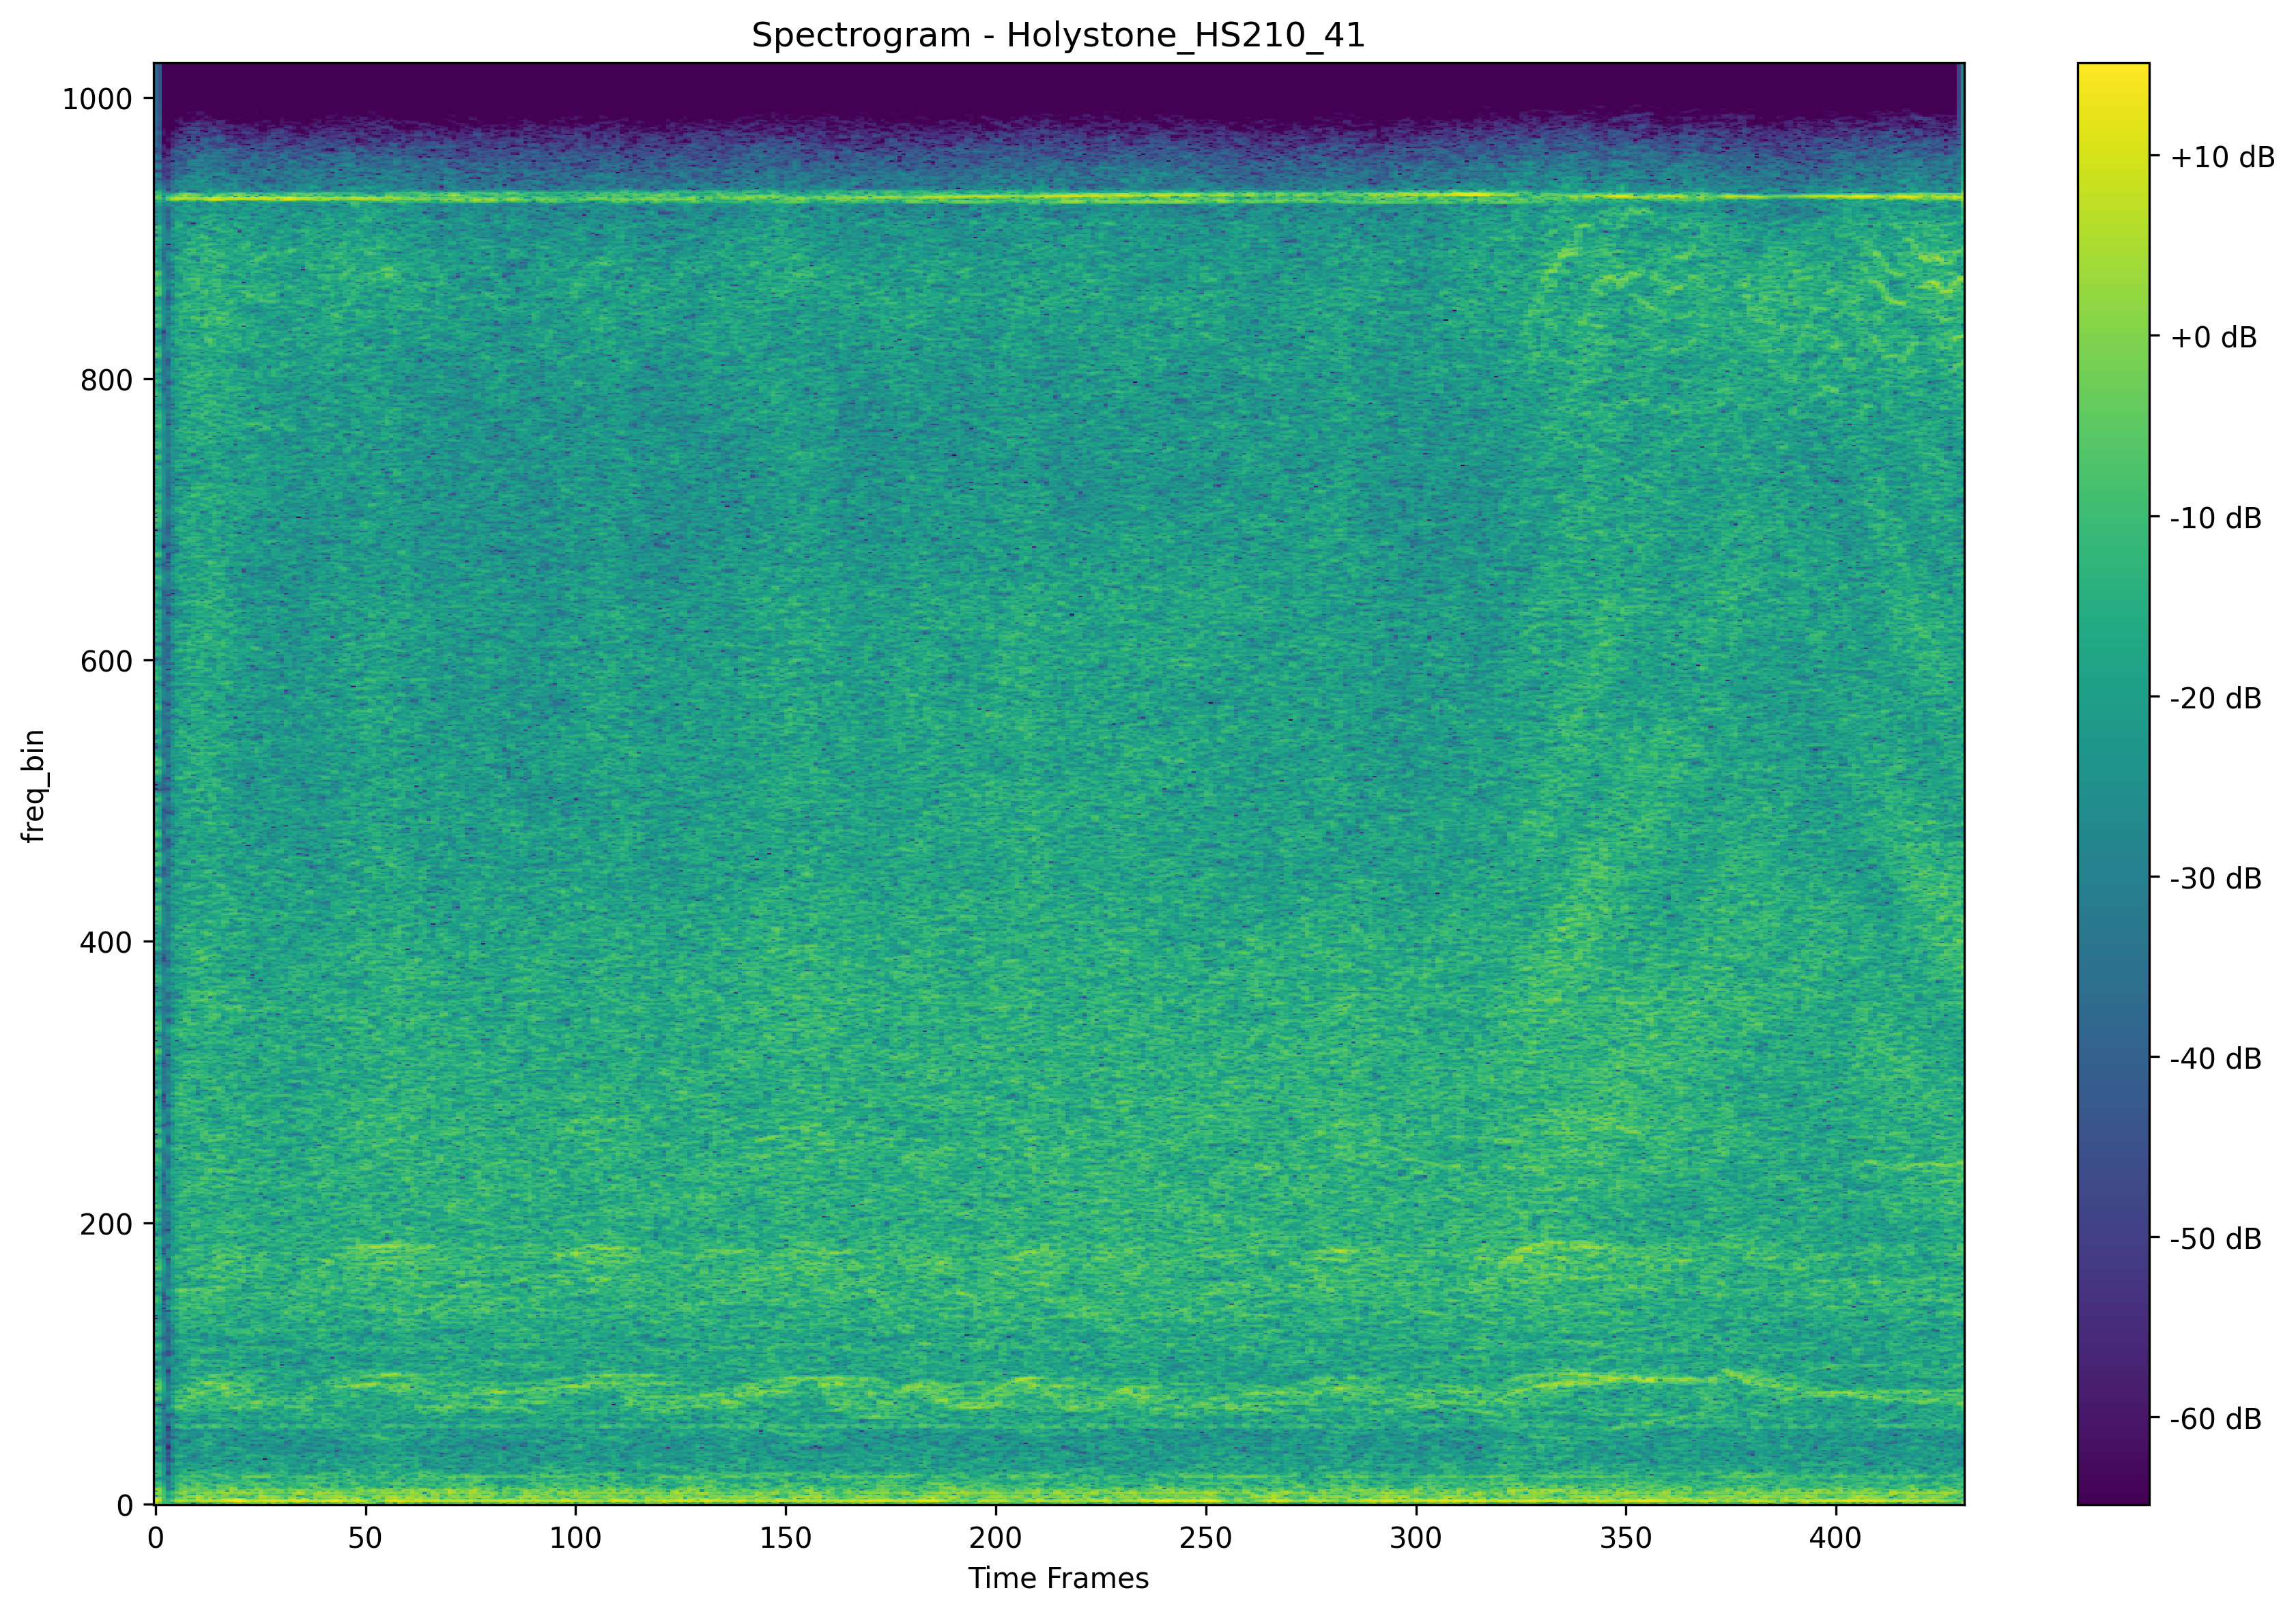 Spectrogram - Holystone_HS210_41
1000
800
600
400
200
0
freq_bin
0 50 100 150 200 250 300 350 400
Time Frames
+10 dB
+0 dB
-10 dB
-20 dB
-30 dB
-40 dB
-50 dB
-60 dB